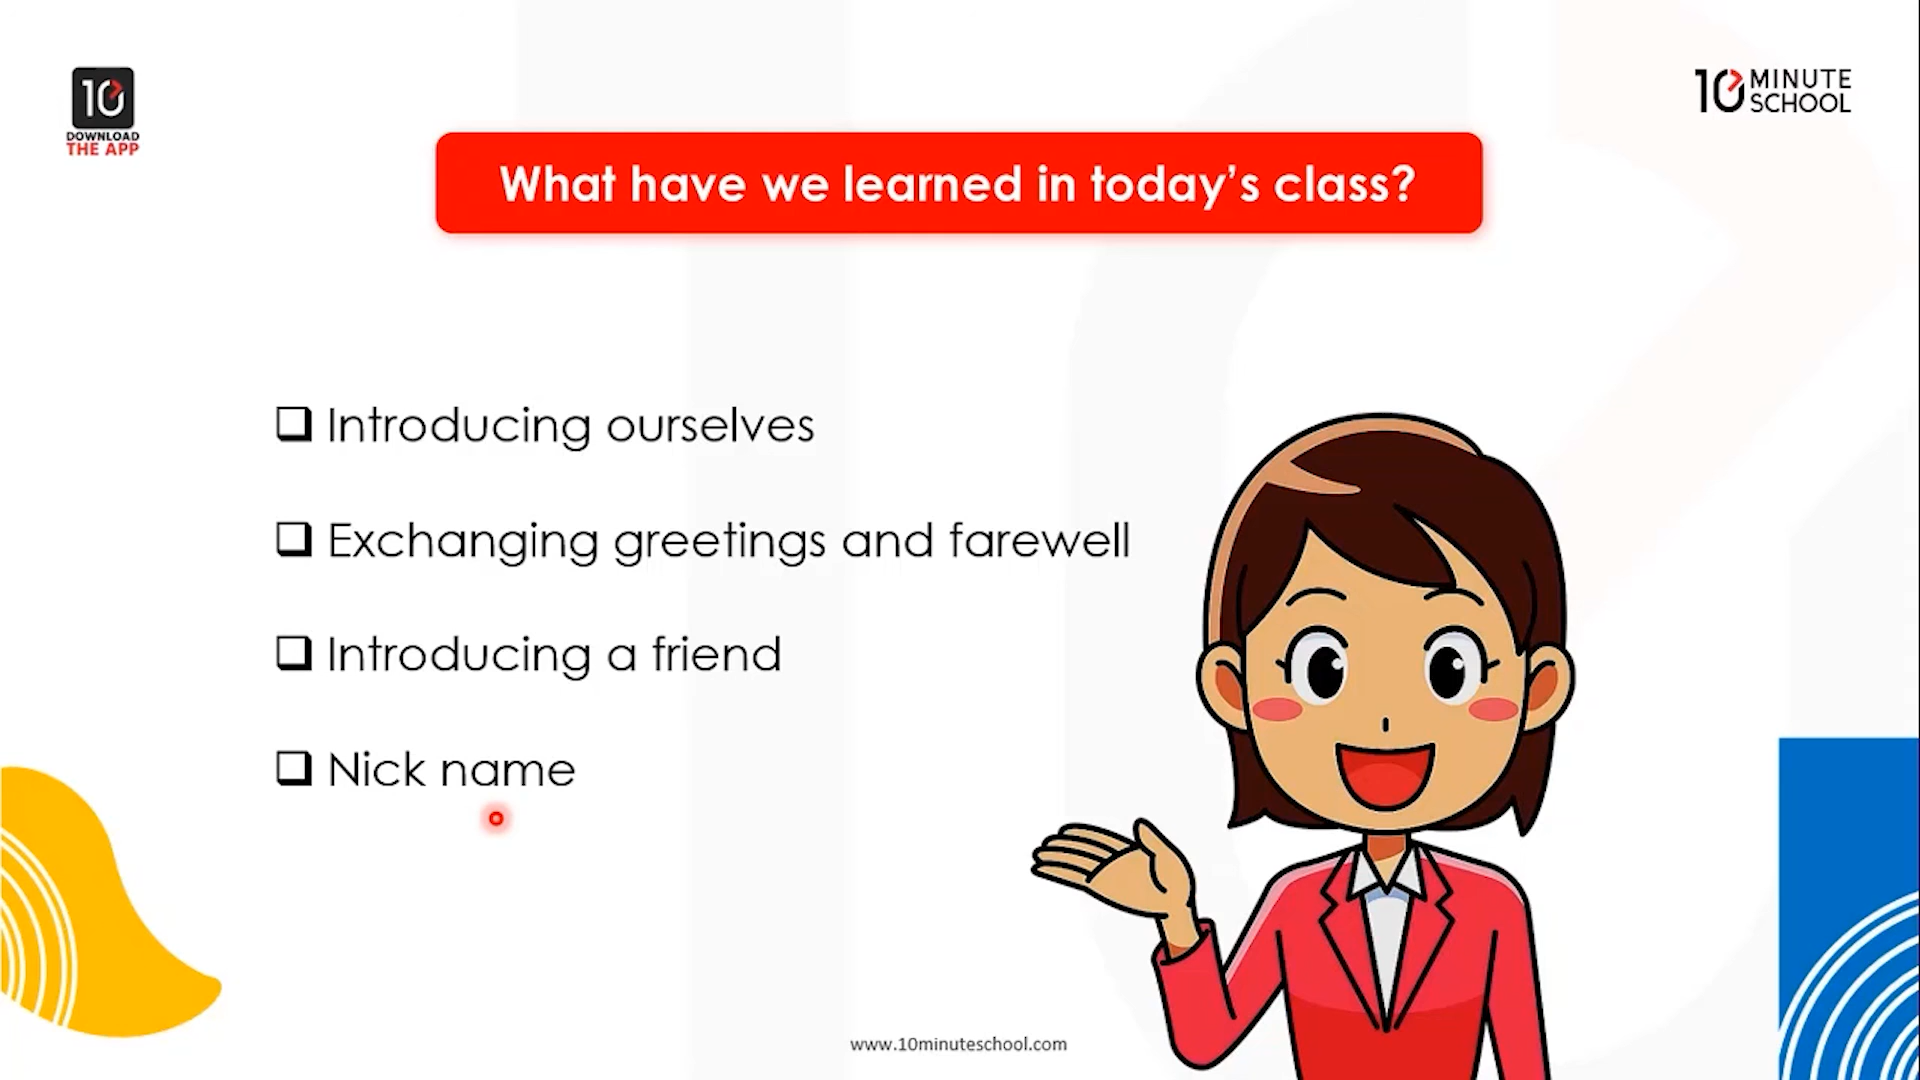 10
DOWNLOAD
THE APP
10 MINUTE
SCHOOL
What have we learned in today’s class?
Introducing ourselves
Exchanging greetings and farewell
Introducing a friend
Nick name
www.10minuteschool.com